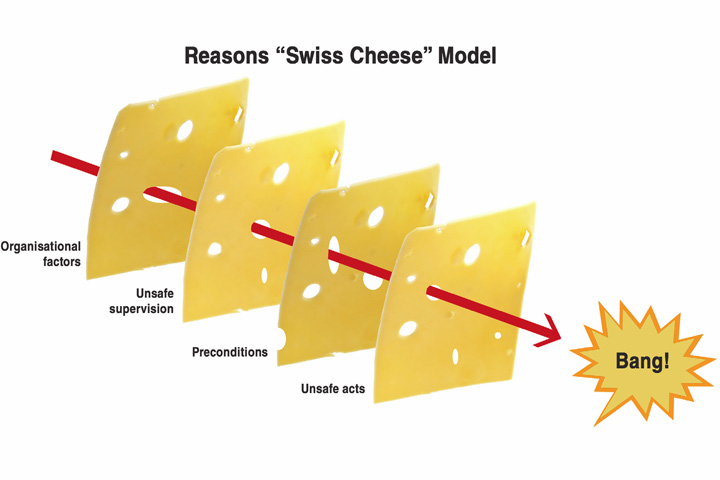 Reasons “Swiss Cheese” Model
Organisational
factors
Unsafe
supervision
Preconditions
Unsafe acts
Bang!